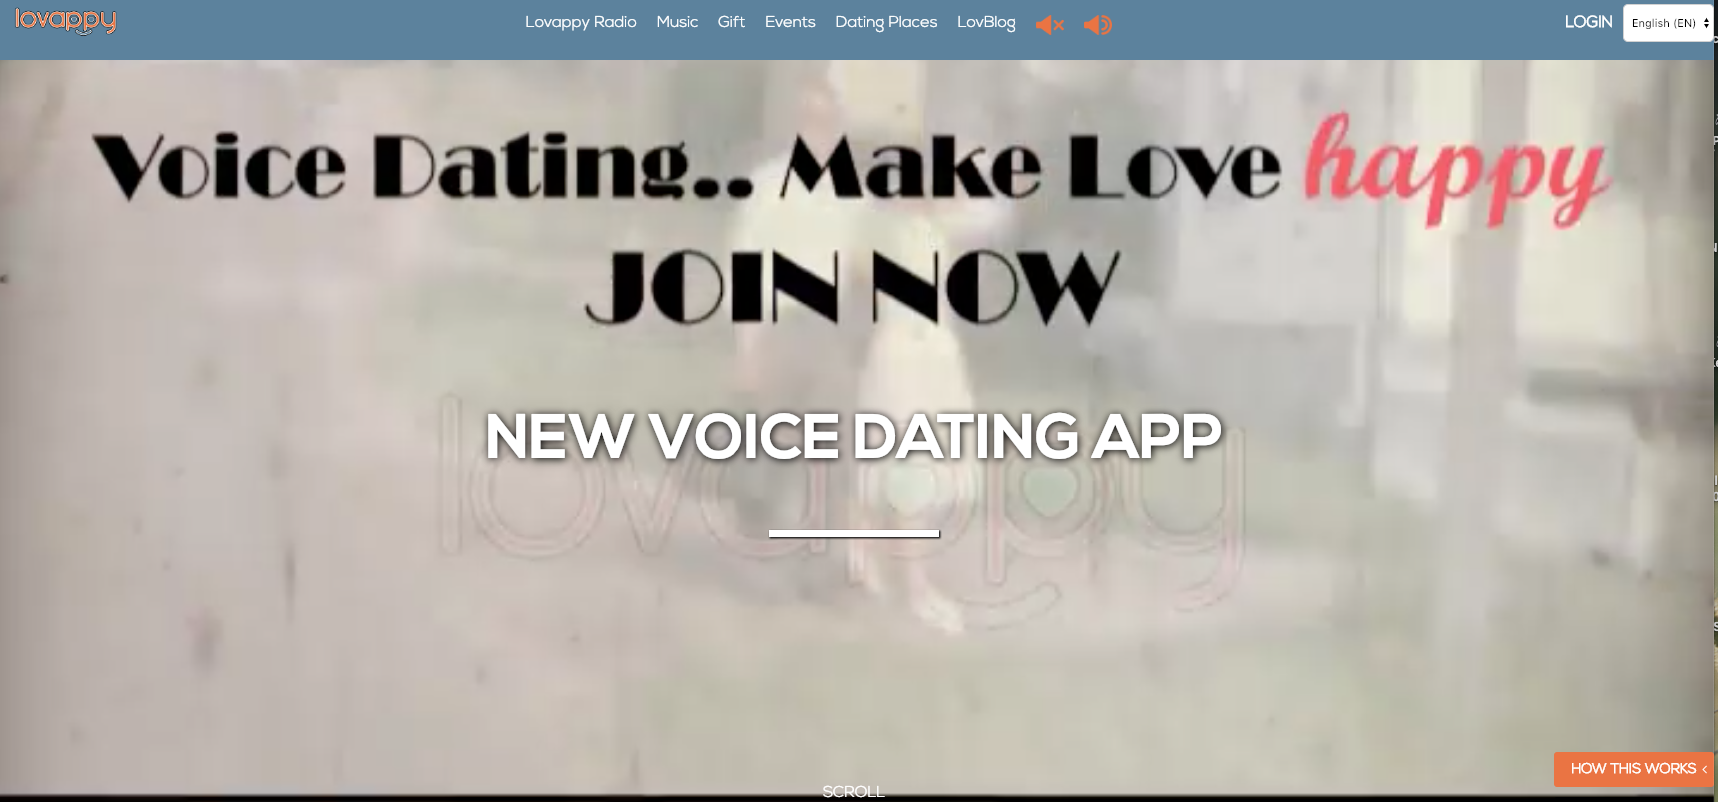 lovappy
Lovappy Radio Music Gift Events Dating Places LovBlog
LOGIN
English (EN)
Voice Dating.. Make Love happy
JOIN NOW
NEW VOICE DATING APP
lovappy
HOW THIS WORKS <
SCROLL